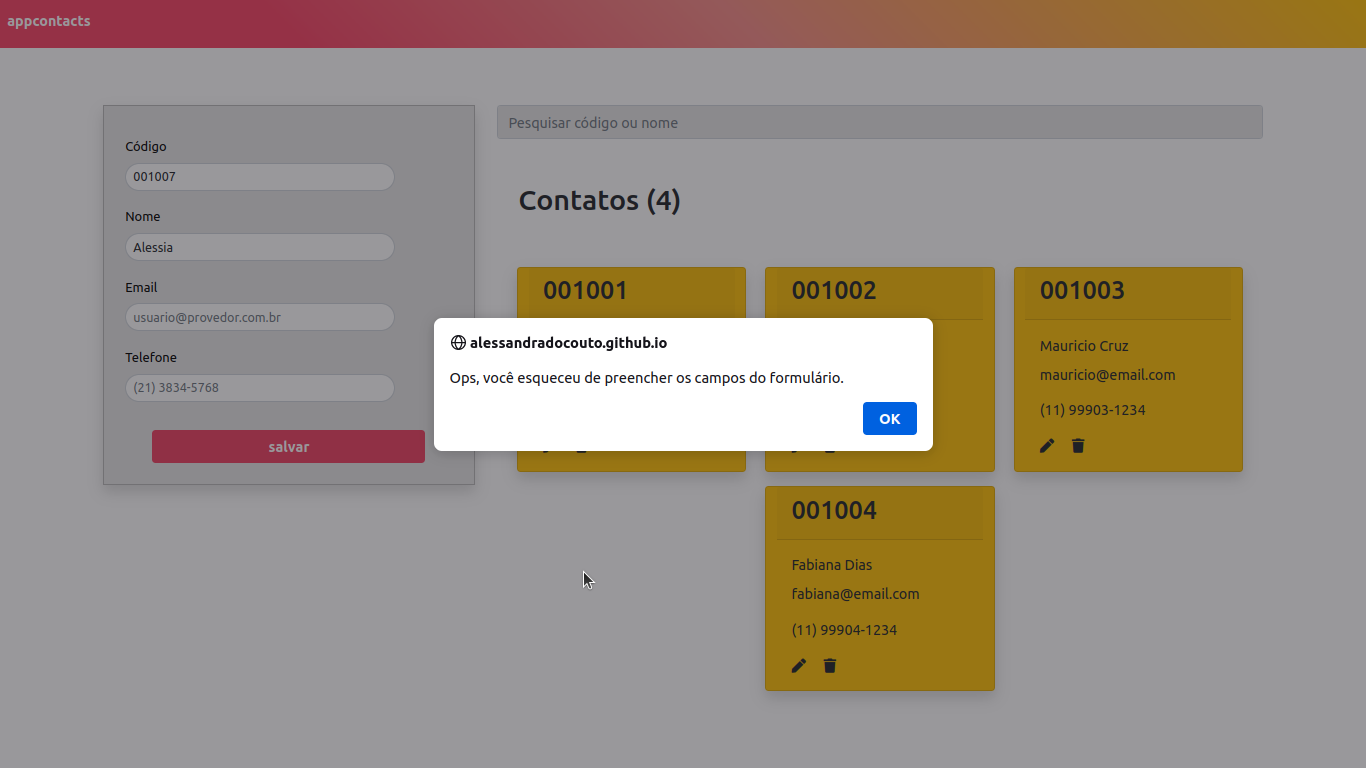 appcontacts
Código
001007
Nome
Alessia
Email
usuario@provedor.com.br
Telefone
(21) 3834-5768
salvar
Pesquisar código ou nome
Contatos (4)
001001
001002
001003
Mauricio Cruz
mauricio@email.com
(11) 99903-1234
alessandradocouto.github.io
Ops, você esqueceu de preencher os campos do formulário.
OK
001004
Fabiana Dias
fabiana@email.com
(11) 99904-1234